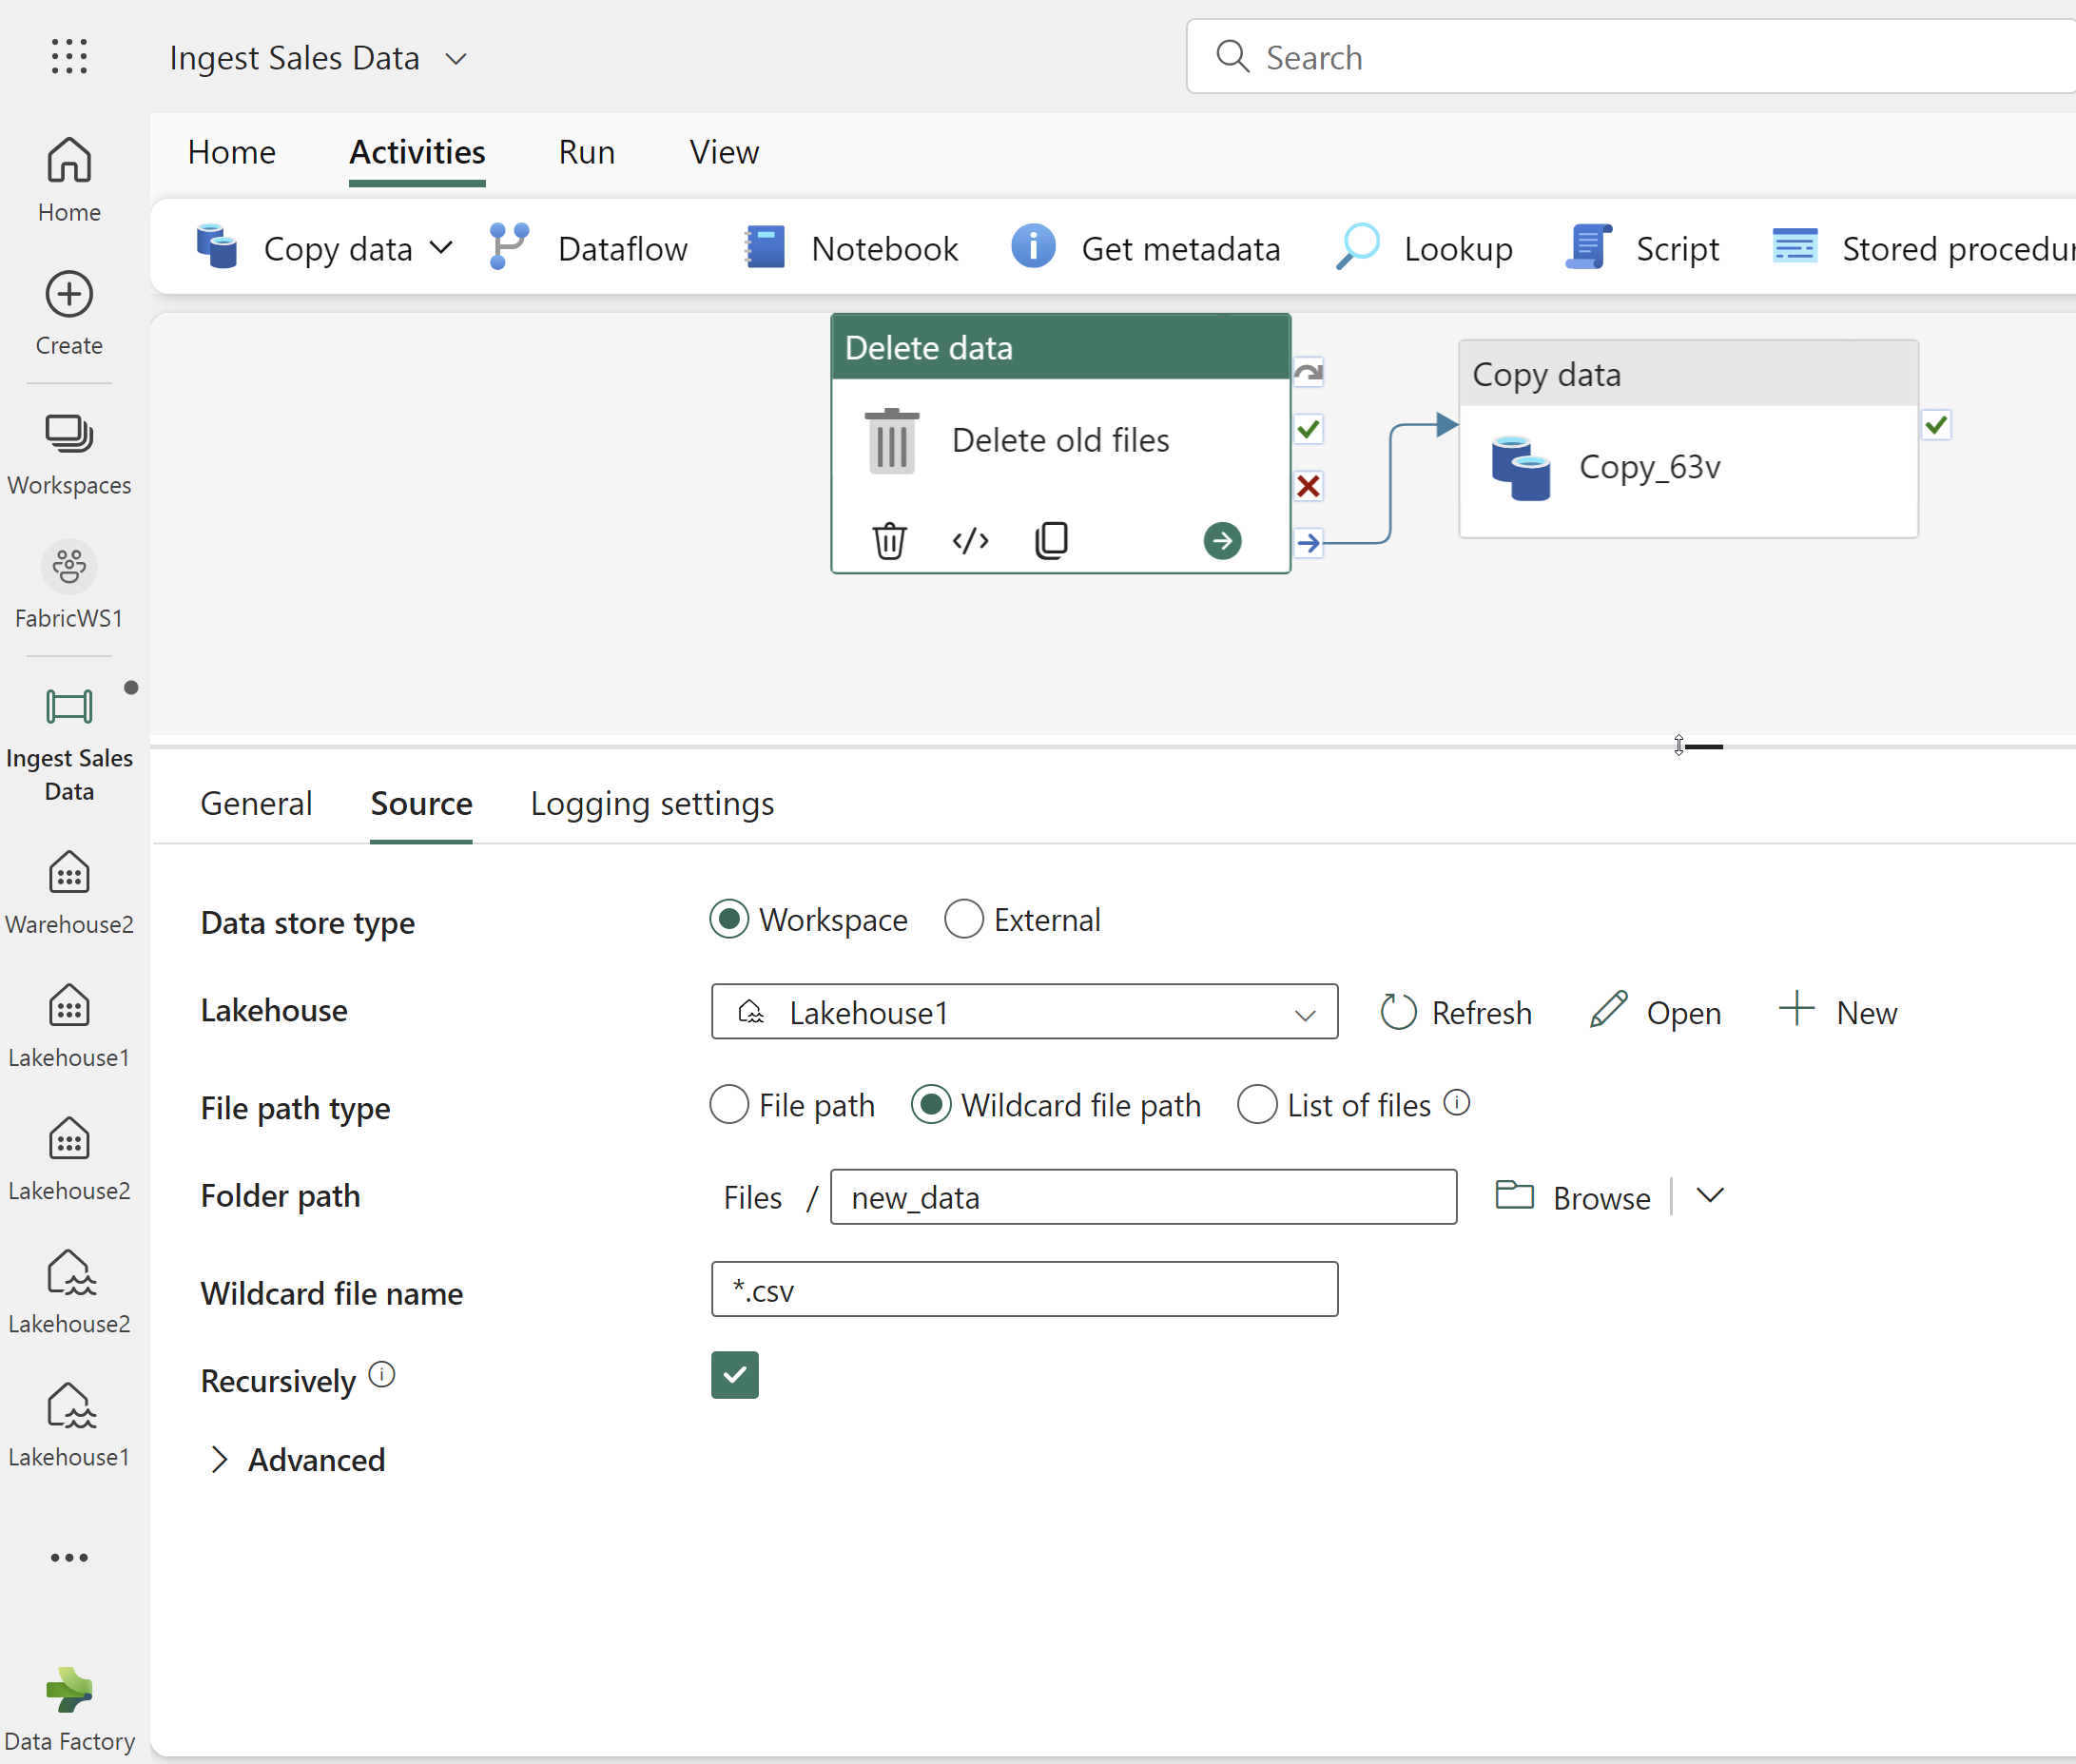 Ingest Sales Data
Search
Home
Activities
Run
View
Home
Create
Workspaces
FabricWS1
Ingest Sales
Data
Warehouse2
Lakehouse1
Lakehouse2
Lakehouse2
Lakehouse1
Data Factory
Copy data
Dataflow
Notebook
Get metadata
Lookup
Script
Stored procedur
Delete data
Delete old files
Copy data
Copy_63v
General
Source
Logging settings
Data store type
Workspace
External
Lakehouse
Lakehouse1
Refresh
Open
New
File path type
File path
Wildcard file path
List of files
Folder path
Files / new_data
Browse
Wildcard file name
*.csv
Recursively
Advanced